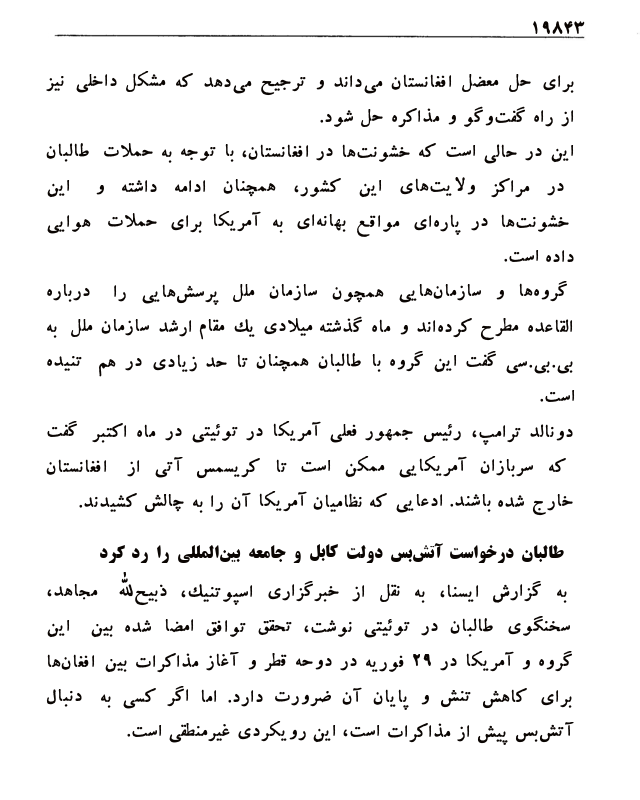 ۱۹۸۴۳
برای حل معضل افغانستان می‌داند و ترجیح می‌دهد که مشکل داخلی نیز
از راه گفت‌وگو و مذاکره حل شود.
این در حالی است که خشونت‌ها در افغانستان، با توجه به حملات طالبان
در مراکز ولایت‌های این کشور، همچنان ادامه داشته و این
خشونت‌ها در پاره‌ای مواقع بهانه‌ای به آمریکا برای حملات هوایی
داده است.
گروه‌ها و سازمان‌هایی همچون سازمان ملل پرسش‌هایی را درباره
القاعده مطرح کرده‌اند و ماه گذشته میلادی یك مقام ارشد سازمان ملل به
بی.بی.سی گفت این گروه با طالبان همچنان تا حد زیادی در هم تنیده
است.
دونالد ترامپ، رئیس جمهور فعلی آمریکا در توئیتی در ماه اکتبر گفت
که سربازان آمریکایی ممکن است تا کریسمس آتی از افغانستان
خارج شده باشند. ادعایی که نظامیان آمریکا آن را به چالش کشیدند.
طالبان درخواست آتش‌بس دولت کابل و جامعه بین‌المللی را رد کرد
به گزارش ایسنا، به نقل از خبرگزاری اسپوتنیك، ذبیح‌الله مجاهد،
سخنگوی طالبان در توئیتی نوشت، تحقق توافق امضا شده بین این
گروه و آمریکا در ۲۹ فوریه در دوحه قطر و آغاز مذاکرات بین افغان‌ها
برای کاهش تنش و پایان آن ضرورت دارد. اما اگر کسی به دنبال
آتش‌بس پیش از مذاکرات است، این رویکردی غیرمنطقی است.